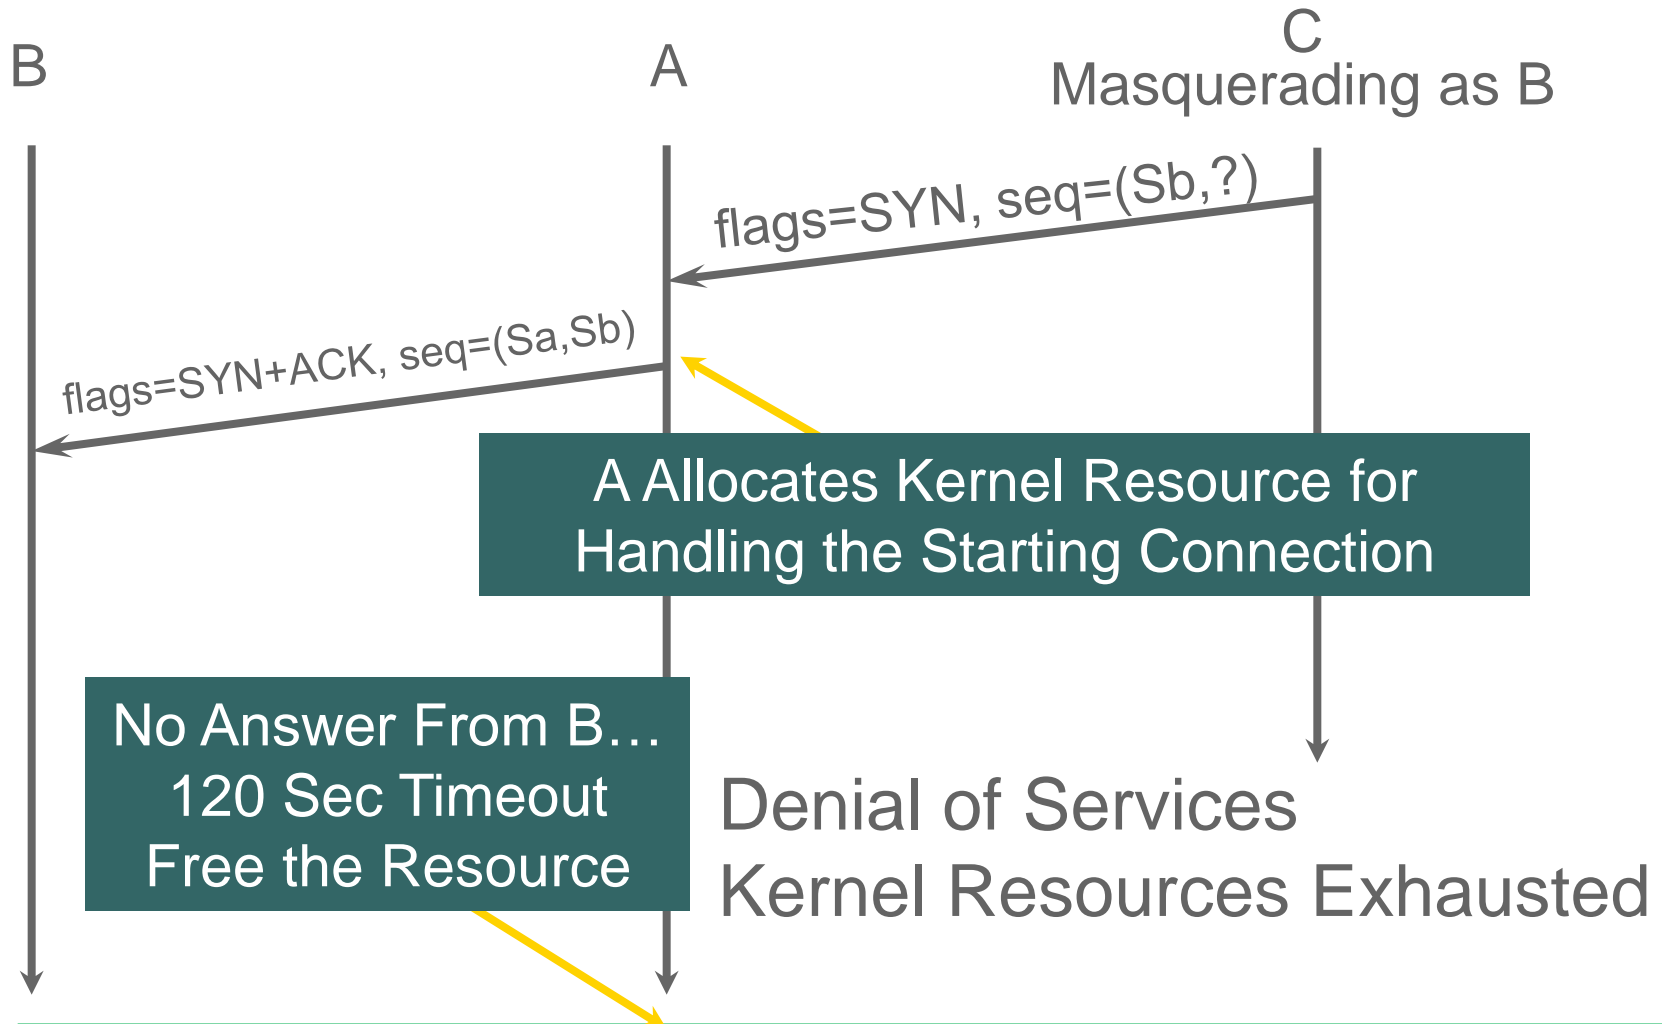 B
A
C
Masquerading as B
flags=SYN, seq=(Sb,?)
flags=SYN+ACK, seq=(Sa,Sb)
A Allocates Kernel Resource for
Handling the Starting Connection
No Answer From B…
120 Sec Timeout
Free the Resource
Denial of Services
Kernel Resources Exhausted